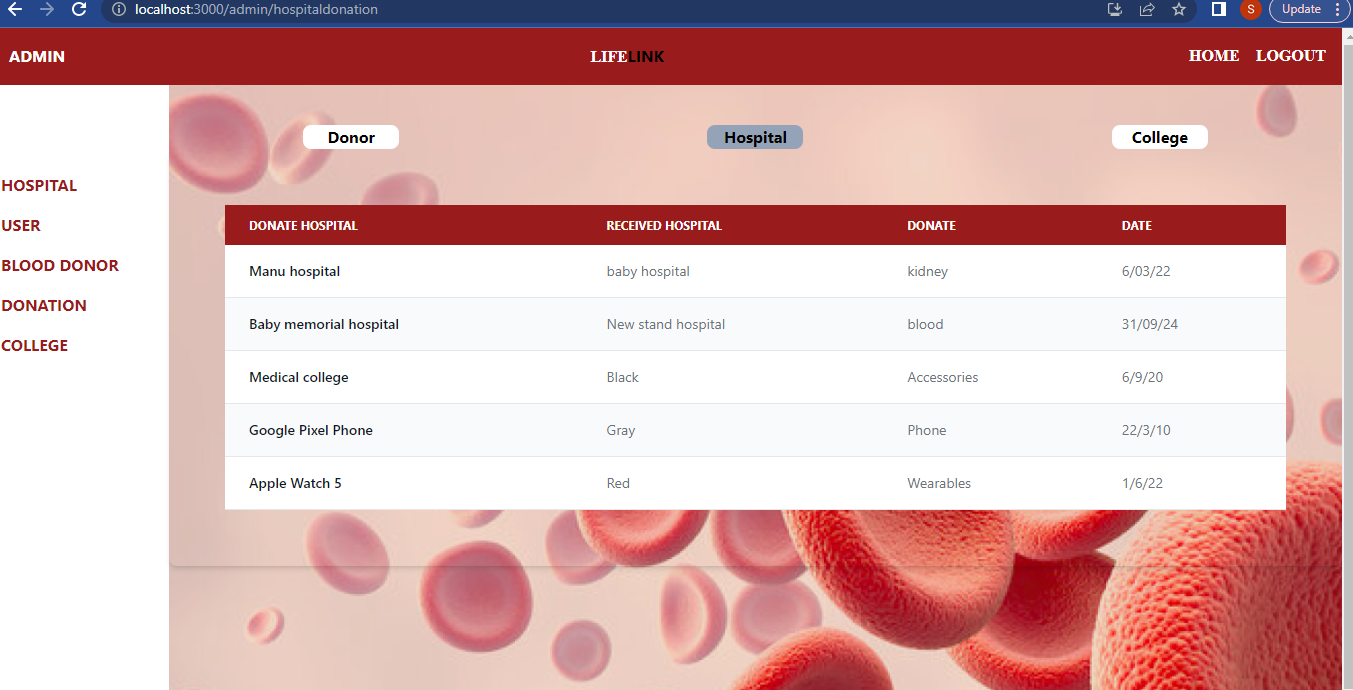 localhost:3000/admin/hospitaldonation
S
Update
ADMIN
LIFELINK
HOME LOGOUT
Donor
Hospital
College
HOSPITAL
USER
BLOOD DONOR
DONATION
COLLEGE
DONATE HOSPITAL RECEIVED HOSPITAL DONATE DATE
Manu hospital baby hospital kidney 6/03/22
Baby memorial hospital New stand hospital blood 31/09/24
Medical college Black Accessories 6/9/20
Google Pixel Phone Gray Phone 22/3/10
Apple Watch 5 Red Wearables 1/6/22